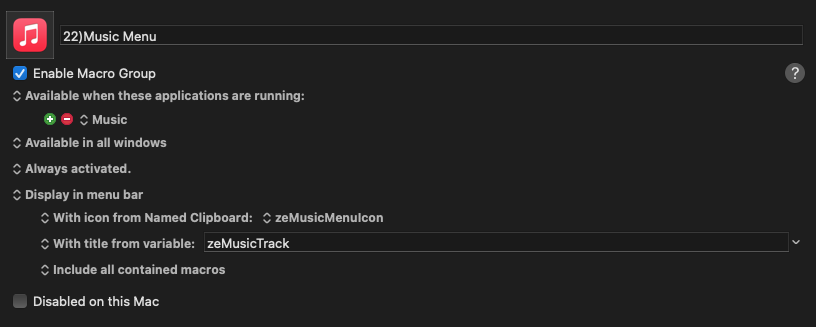 22)Music Menu
Enable Macro Group
?
Available when these applications are running:
Music
Available in all windows
Always activated.
Display in menu bar
With icon from Named Clipboard: zeMusicMenuIcon
With title from variable: zeMusicTrack
Include all contained macros
Disabled on this Mac